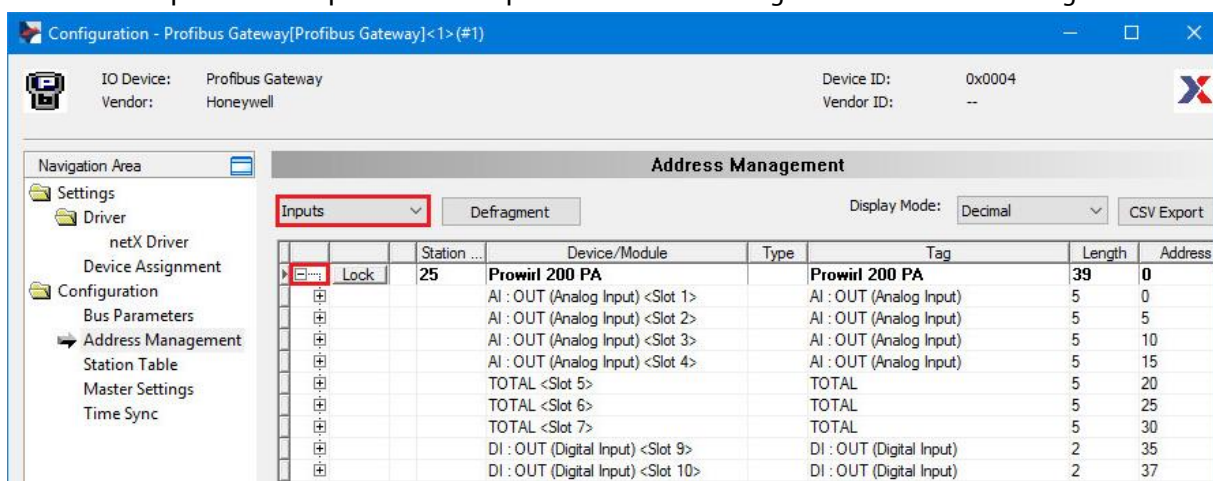 Configuration - Profibus Gateway[Profibus Gateway]<1>(#1)
IO Device: Profibus Gateway Device ID: 0x0004
Vendor: Honeywell Vendor ID: --
Navigation Area
Address Management
Settings
Driver
netX Driver
Device Assignment
Configuration
Bus Parameters
Address Management
Station Table
Master Settings
Time Sync
Inputs Defragment Display Mode: Decimal CSV Export
Station ... Device/Module Type Tag Length Address
Lock 25 Prowirl 200 PA Prowirl 200 PA 39 0
AI : OUT (Analog Input) <Slot 1> AI : OUT (Analog Input) 5 0
AI : OUT (Analog Input) <Slot 2> AI : OUT (Analog Input) 5 5
AI : OUT (Analog Input) <Slot 3> AI : OUT (Analog Input) 5 10
AI : OUT (Analog Input) <Slot 4> AI : OUT (Analog Input) 5 15
TOTAL <Slot 5> TOTAL 5 20
TOTAL <Slot 6> TOTAL 5 25
TOTAL <Slot 7> TOTAL 5 30
DI : OUT (Digital Input) <Slot 9> DI : OUT (Digital Input) 2 35
DI : OUT (Digital Input) <Slot 10> DI : OUT (Digital Input) 2 37